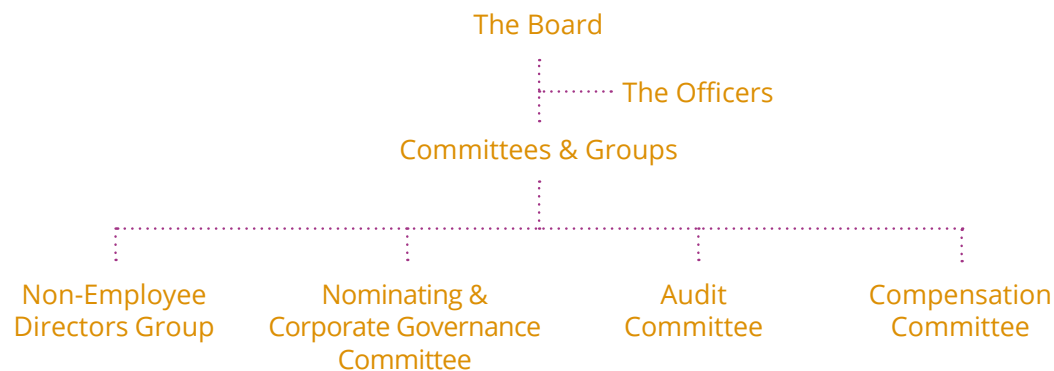 The Board
The Officers
Committees & Groups
Non-Employee
Directors Group
Nominating &
Corporate Governance
Committee
Audit
Committee
Compensation
Committee